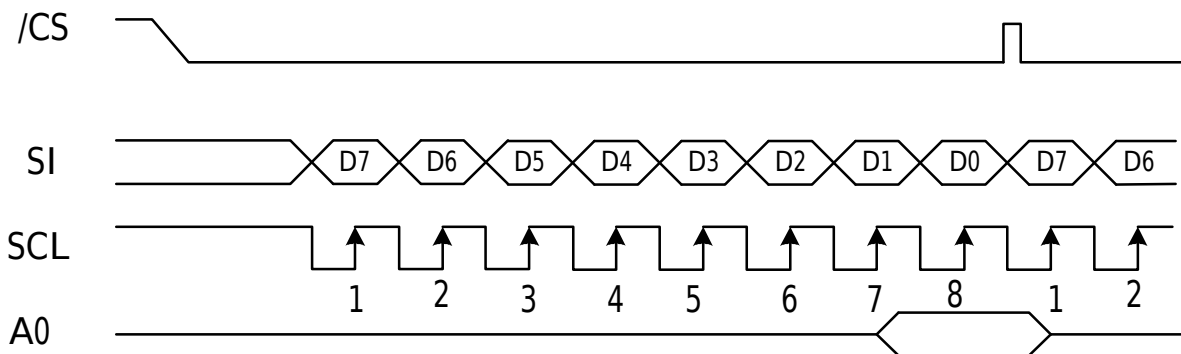 /CS
SI D7 D6 D5 D4 D3 D2 D1 D0 D7 D6
SCL
1 2 3 4 5 6 7 8 1 2
A0